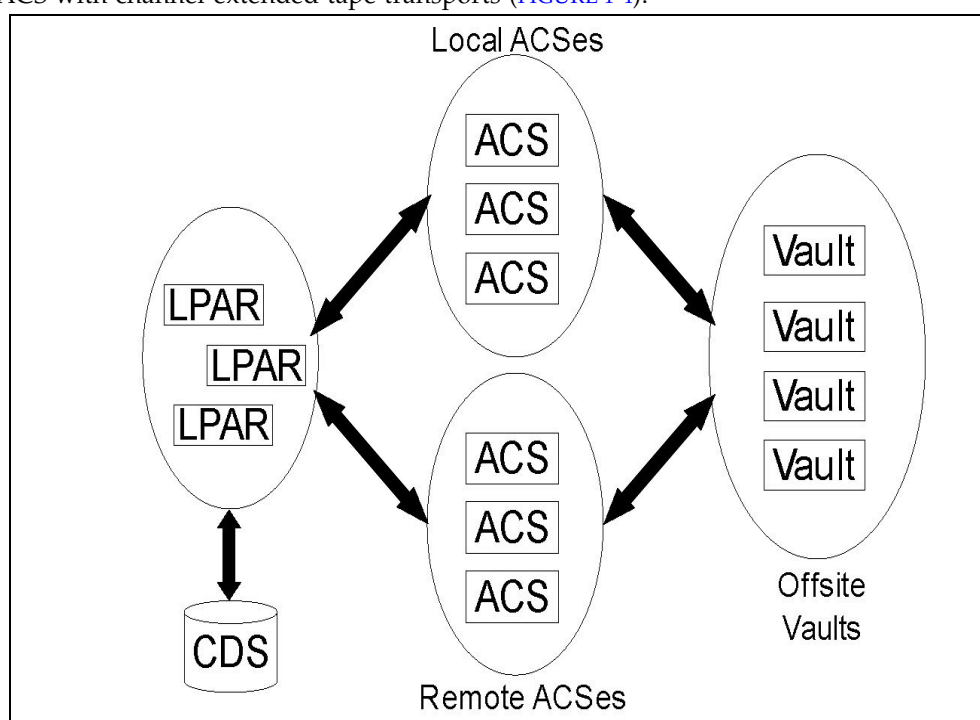 ACS with channel extended tape transports (FIGURE 1-1).
Local ACSes
ACS
ACS
ACS
LPAR
LPAR
LPAR
CDS
ACS
ACS
ACS
Remote ACSes
Vault
Vault
Vault
Vault
Offsite
Vaults